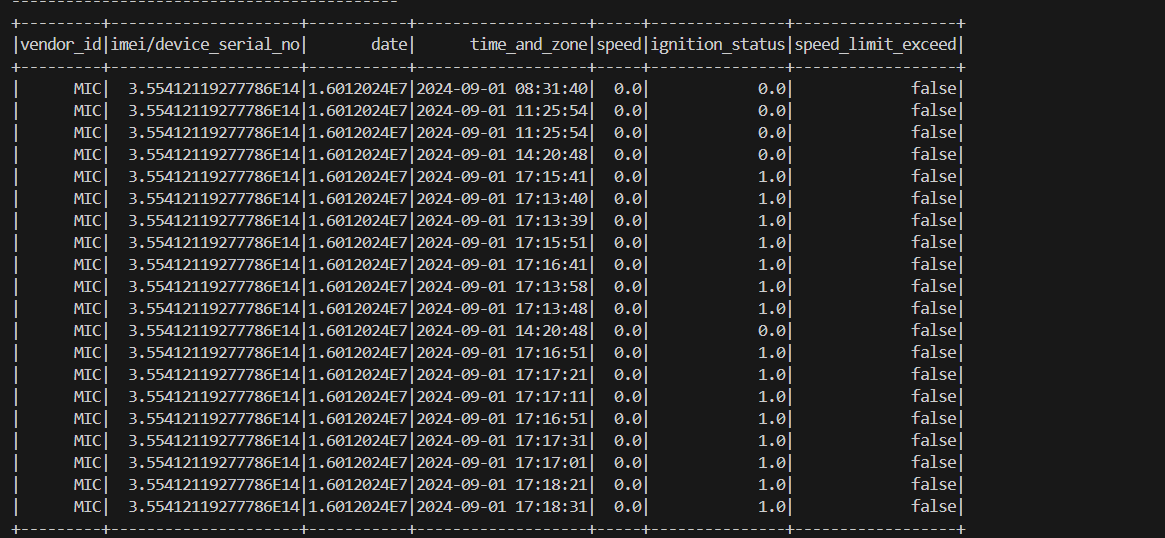 ----------------------------------------
+---------+--------------------+----------+-------------------+-----+---------------+------------------+
|vendor_id|imei/device_serial_no|      date|      time_and_zone|speed|ignition_status|speed_limit_exceed|
+---------+--------------------+----------+-------------------+-----+---------------+------------------+
|      MIC|  3.55412119277786E14|1.6012024E7|2024-09-01 08:31:40|  0.0|            0.0|             false|
|      MIC|  3.55412119277786E14|1.6012024E7|2024-09-01 11:25:54|  0.0|            0.0|             false|
|      MIC|  3.55412119277786E14|1.6012024E7|2024-09-01 11:25:54|  0.0|            0.0|             false|
|      MIC|  3.55412119277786E14|1.6012024E7|2024-09-01 14:20:48|  0.0|            0.0|             false|
|      MIC|  3.55412119277786E14|1.6012024E7|2024-09-01 17:15:41|  0.0|            1.0|             false|
|      MIC|  3.55412119277786E14|1.6012024E7|2024-09-01 17:13:40|  0.0|            1.0|             false|
|      MIC|  3.55412119277786E14|1.6012024E7|2024-09-01 17:13:39|  0.0|            1.0|             false|
|      MIC|  3.55412119277786E14|1.6012024E7|2024-09-01 17:15:51|  0.0|            1.0|             false|
|      MIC|  3.55412119277786E14|1.6012024E7|2024-09-01 17:16:41|  0.0|            1.0|             false|
|      MIC|  3.55412119277786E14|1.6012024E7|2024-09-01 17:13:58|  0.0|            1.0|             false|
|      MIC|  3.55412119277786E14|1.6012024E7|2024-09-01 17:13:48|  0.0|            1.0|             false|
|      MIC|  3.55412119277786E14|1.6012024E7|2024-09-01 14:20:48|  0.0|            0.0|             false|
|      MIC|  3.55412119277786E14|1.6012024E7|2024-09-01 17:16:51|  0.0|            1.0|             false|
|      MIC|  3.55412119277786E14|1.6012024E7|2024-09-01 17:17:21|  0.0|            1.0|             false|
|      MIC|  3.55412119277786E14|1.6012024E7|2024-09-01 17:17:11|  0.0|            1.0|             false|
|      MIC|  3.55412119277786E14|1.6012024E7|2024-09-01 17:16:51|  0.0|            1.0|             false|
|      MIC|  3.55412119277786E14|1.6012024E7|2024-09-01 17:17:31|  0.0|            1.0|             false|
|      MIC|  3.55412119277786E14|1.6012024E7|2024-09-01 17:17:01|  0.0|            1.0|             false|
|      MIC|  3.55412119277786E14|1.6012024E7|2024-09-01 17:18:21|  0.0|            1.0|             false|
|      MIC|  3.55412119277786E14|1.6012024E7|2024-09-01 17:18:31|  0.0|            1.0|             false|
+---------+--------------------+----------+-------------------+-----+---------------+------------------+